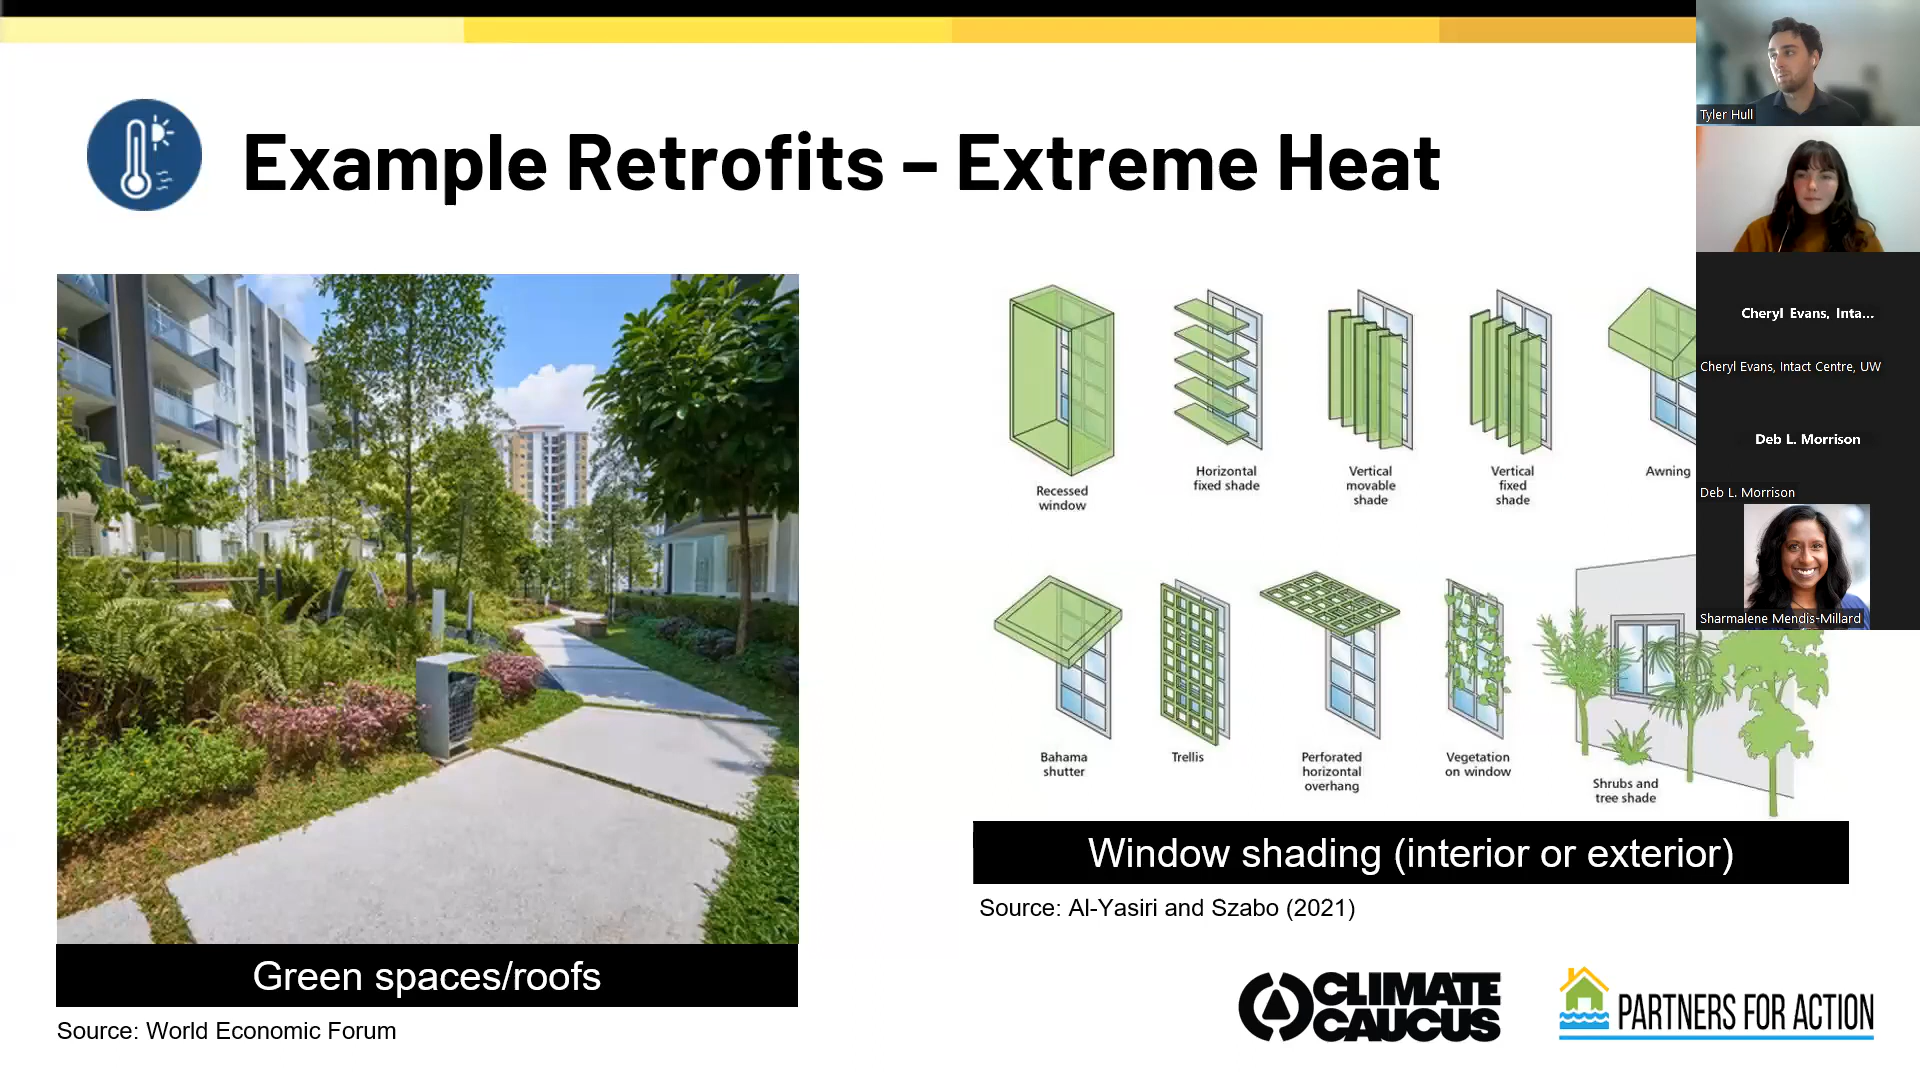 Example Retrofits – Extreme Heat
Tyler Hull
Cheryl Evans, Inta...
Cheryl Evans, Intact Centre, UW
Deb L. Morrison
Deb L. Morrison
Sharmalene Mendis-Millard
Recessed
window
Horizontal
fixed shade
Vertical
movable
shade
Vertical
fixed
shade
Awning
Bahama
shutter
Trellis
Perforated
horizontal
overhang
Vegetation
on window
Shrubs and
tree shade
Green spaces/roofs
Source: World Economic Forum
Window shading (interior or exterior)
Source: Al-Yasiri and Szabo (2021)
CLIMATE
CAUCUS
PARTNERS FOR ACTION